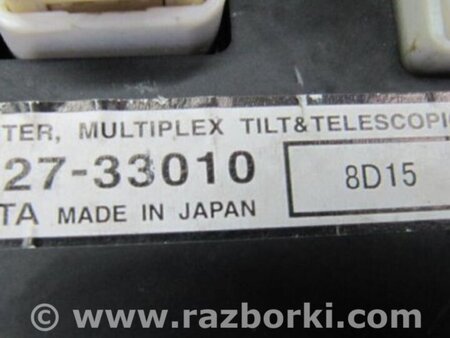 TER, MULTIPLEX TILT&TELESCOPI
27-33010
8D15
TA MADE IN JAPAN
© www.razborki.com